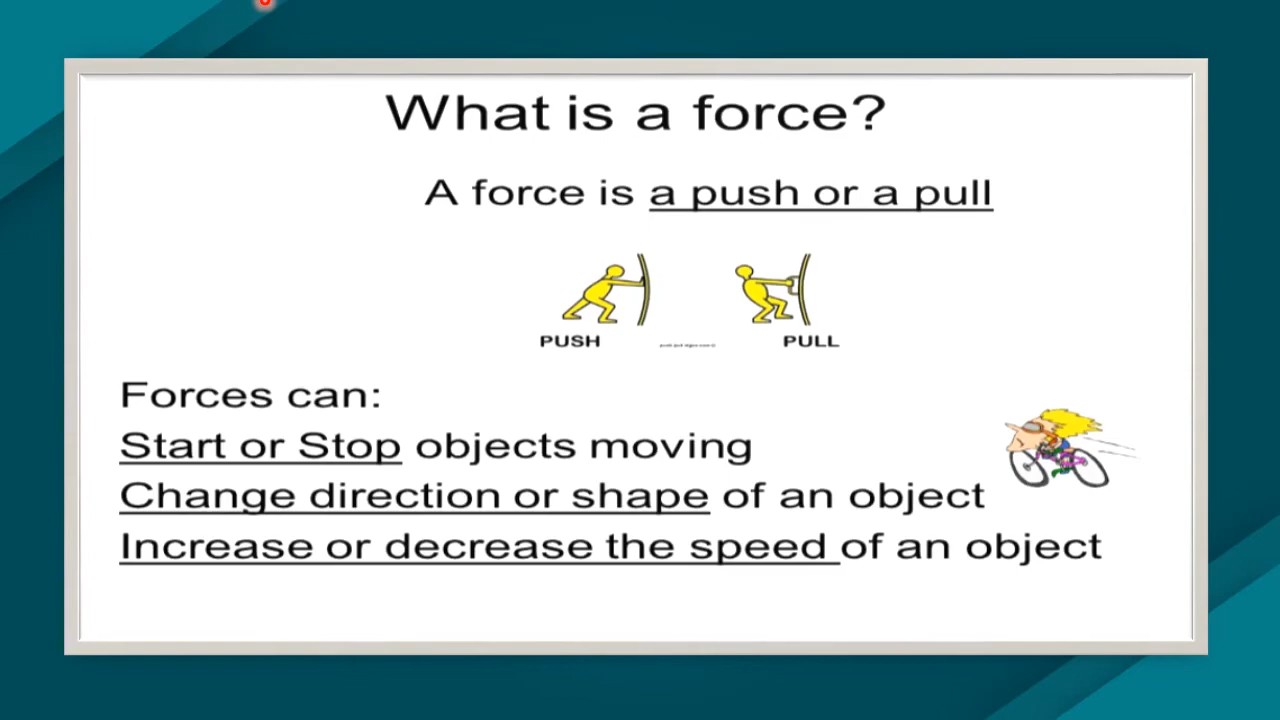 What is a force?
A force is a push or a pull
PUSH
PULL
Forces can:
Start or Stop objects moving
Change direction or shape of an object
Increase or decrease the speed of an object